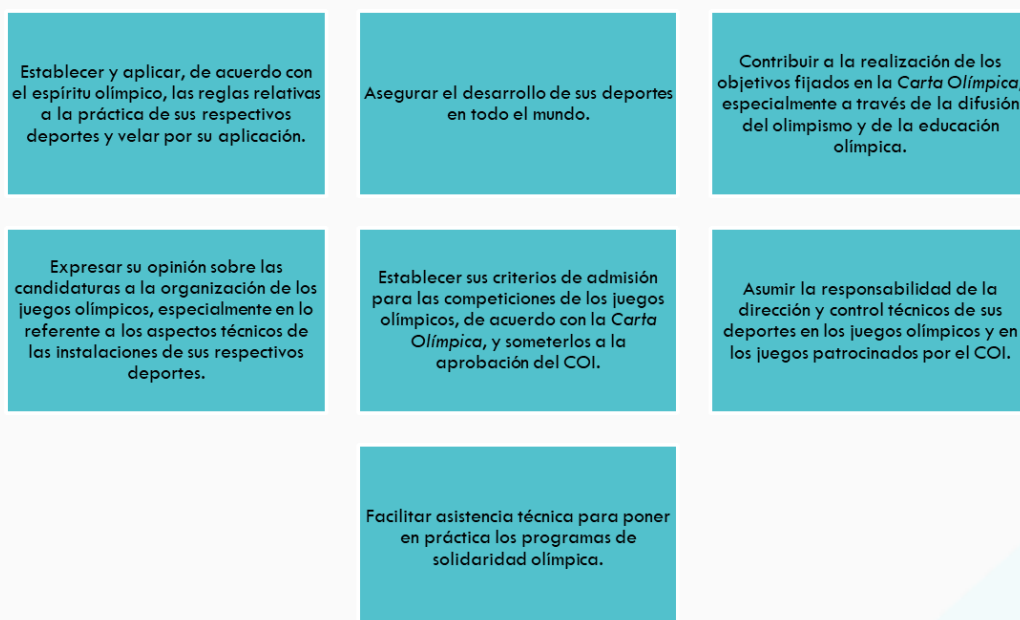 Establecer y aplicar, de acuerdo con
el espíritu olímpico, las reglas relativas
a la práctica de sus respectivos
deportes y velar por su aplicación.
Asegurar el desarrollo de sus deportes
en todo el mundo.
Contribuir a la realización de los
objetivos fijados en la Carta Olímpica,
especialmente a través de la difusión
del olimpismo y de la educación
olímpica.
Expresar su opinión sobre las
candidaturas a la organización de los
juegos olímpicos, especialmente en lo
referente a los aspectos técnicos de
las instalaciones de sus respectivos
deportes.
Establecer sus criterios de admisión
para las competiciones de los juegos
olímpicos, de acuerdo con la Carta
Olímpica, y someterlos a la
aprobación del COI.
Asumir la responsabilidad de la
dirección y control técnicos de sus
deportes en los juegos olímpicos y en
los juegos patrocinados por el COI.
Facilitar asistencia técnica para poner
en práctica los programas de
solidaridad olímpica.